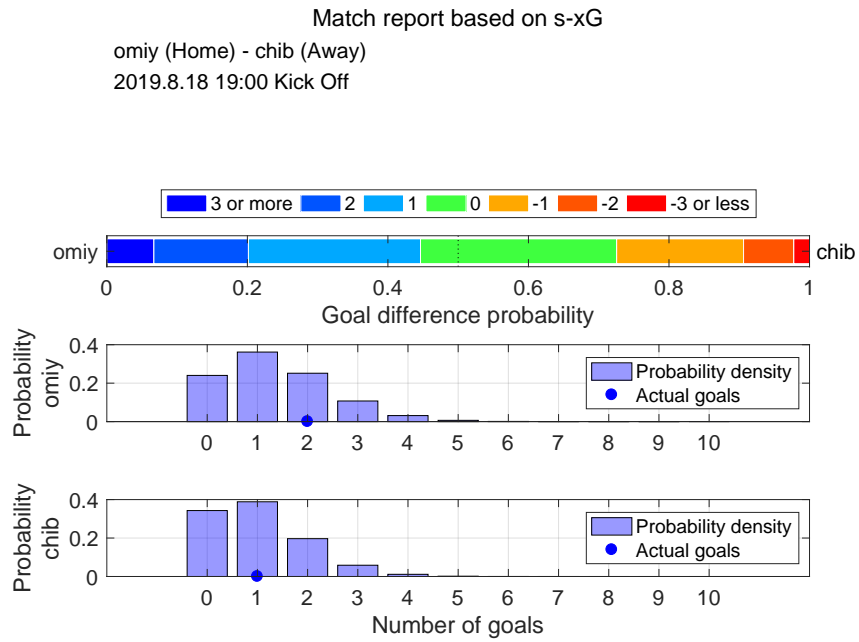 Match report based on s-xG
omiy (Home) - chib (Away)
2019.8.18 19:00 Kick Off
3 or more 2 1 0 -1 -2 -3 or less
omiy chib
0 0.2 0.4 0.6 0.8 1
Goal difference probability
Probability
omiy
0.4
0.2
0
Probability density
Actual goals
0 1 2 3 4 5 6 7 8 9 10
Probability
chib
0.4
0.2
0
Probability density
Actual goals
0 1 2 3 4 5 6 7 8 9 10
Number of goals